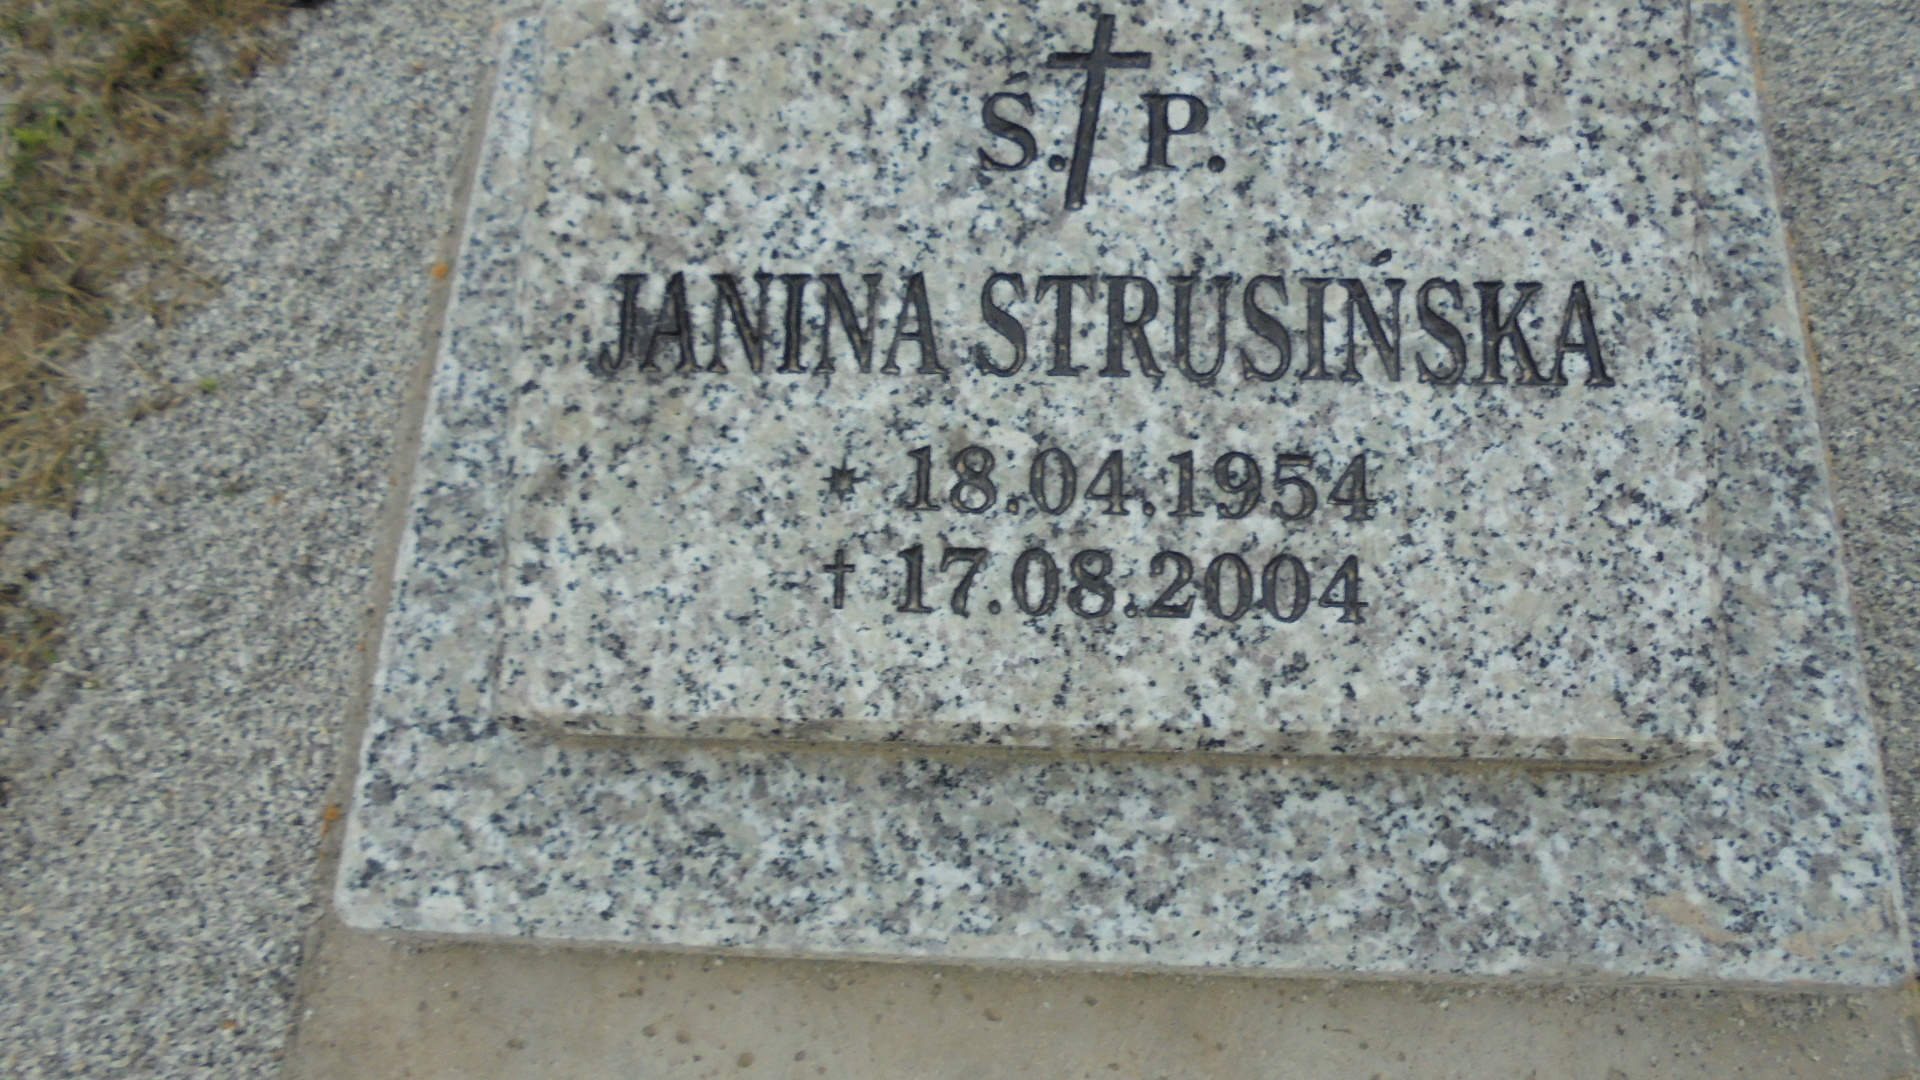 Ś.†P.
JANINA STRUSIŃSKA
* 18.04.1954
† 17.08.2004